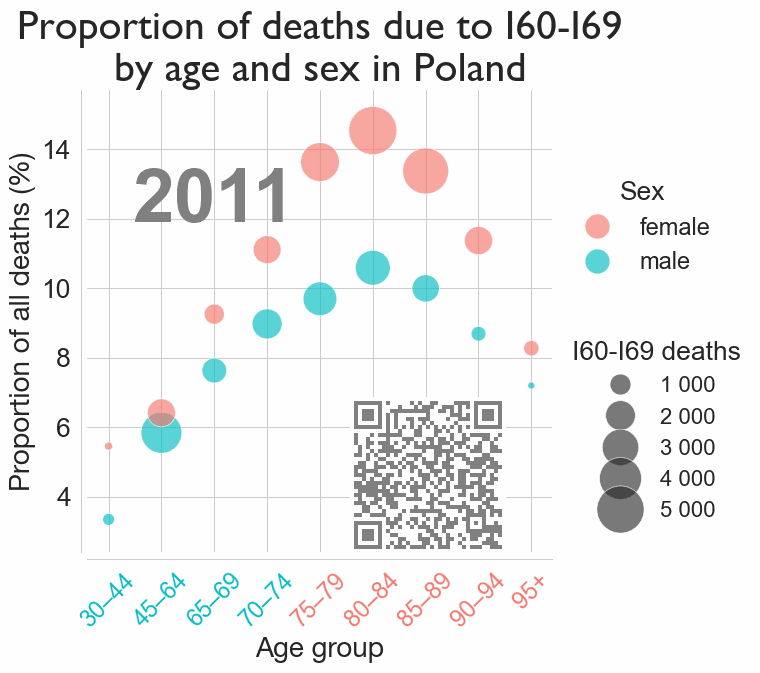 Proportion of deaths due to I60-I69
by age and sex in Poland
Proportion of all deaths (%)
14
12
10
8
6
4
2011
30–44
45–64
65–69
70–74
75–79
80–84
85–89
90–94
95+
Age group
Sex
female
male
I60-I69 deaths
1 000
2 000
3 000
4 000
5 000